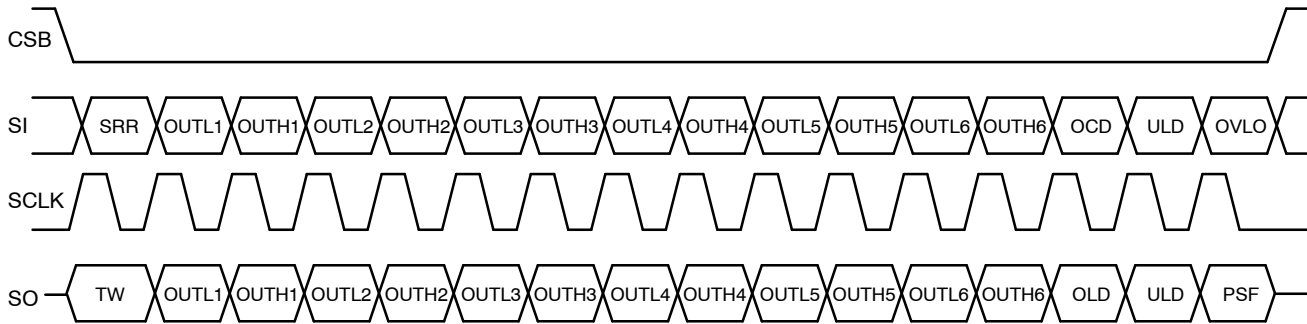 CSB
SI SRR OUTL1 OUTH1 OUTL2 OUTH2 OUTL3 OUTH3 OUTL4 OUTH4 OUTL5 OUTH5 OUTL6 OUTH6 OCD ULD OVLO
SCLK
SO TW OUTL1 OUTH1 OUTL2 OUTH2 OUTL3 OUTH3 OUTL4 OUTH4 OUTL5 OUTH5 OUTL6 OUTH6 OLD ULD PSF